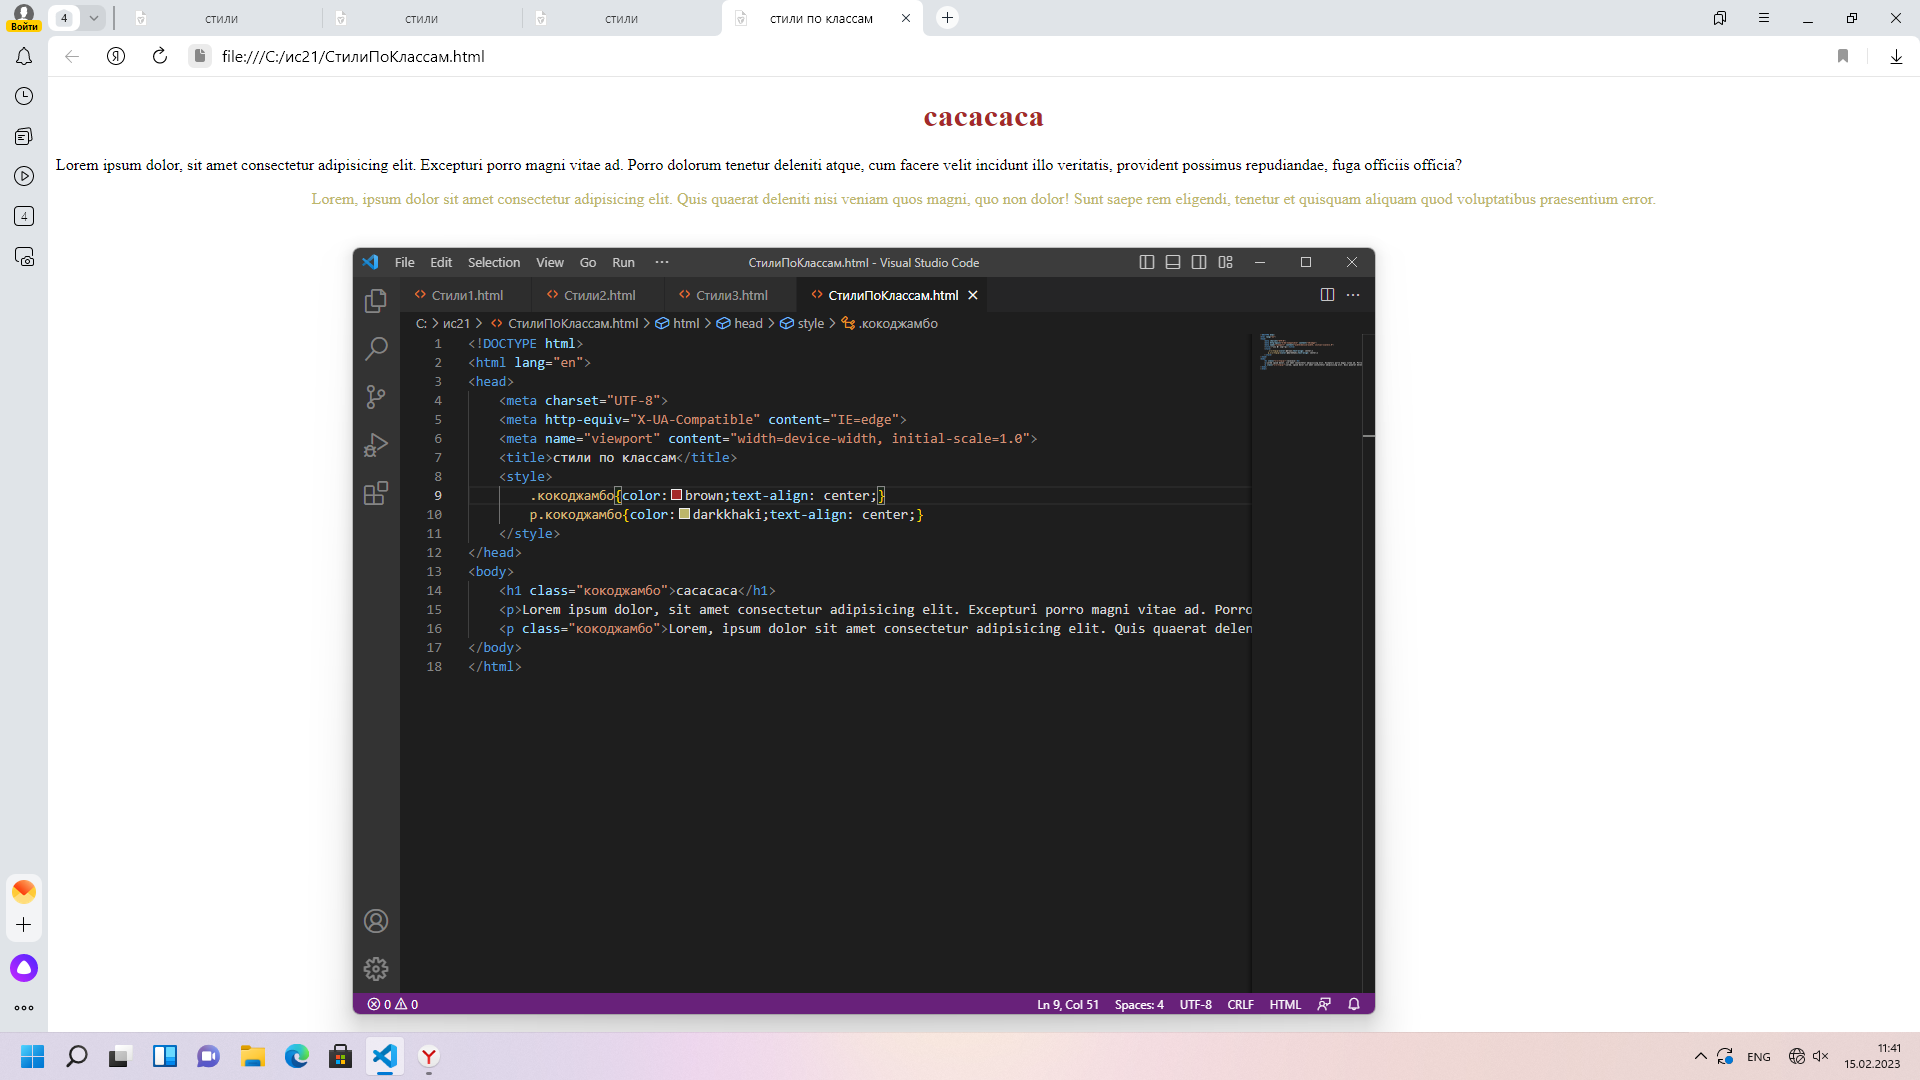 Войти
4
стили
стили
стили
стили по классам
file:///C:/ис21/СтилиПоКлассам.html
4
cacacaca
Lorem ipsum dolor, sit amet consectetur adipisicing elit. Excepturi porro magni vitae ad. Porro dolorum tenetur deleniti atque, cum facere velit incidunt illo veritatis, provident possimus repudiandae, fuga officiis officia?
Lorem, ipsum dolor sit amet consectetur adipisicing elit. Quis quaerat deleniti nisi veniam quos magni, quo non dolor! Sunt saepe rem eligendi, tenetur et quisquam aliquam quod voluptatibus praesentium error.
File Edit Selection View Go Run ··· СтилиПоКлассам.html - Visual Studio Code
Стили1.html Стили2.html Стили3.html СтилиПоКлассам.html
C: > ис21 > СтилиПоКлассам.html > html > head > style > .кокоджамбо
1 <!DOCTYPE html>
2 <html lang="en">
3 <head>
4 <meta charset="UTF-8">
5 <meta http-equiv="X-UA-Compatible" content="IE=edge">
6 <meta name="viewport" content="width=device-width, initial-scale=1.0">
7 <title>стили по классам</title>
8 <style>
9 .кокоджамбо{color: brown;text-align: center;}
10 p.кокоджамбо{color: darkkhaki;text-align: center;}
11 </style>
12 </head>
13 <body>
14 <h1 class="кокоджамбо">cacacaca</h1>
15 <p>Lorem ipsum dolor, sit amet consectetur adipisicing elit. Excepturi porro magni vitae ad. Porro
16 <p class="кокоджамбо">Lorem, ipsum dolor sit amet consectetur adipisicing elit. Quis quaerat delen
17 </body>
18 </html>
0 0 Ln 9, Col 51 Spaces: 4 UTF-8 CRLF HTML
ENG
11:41
15.02.2023